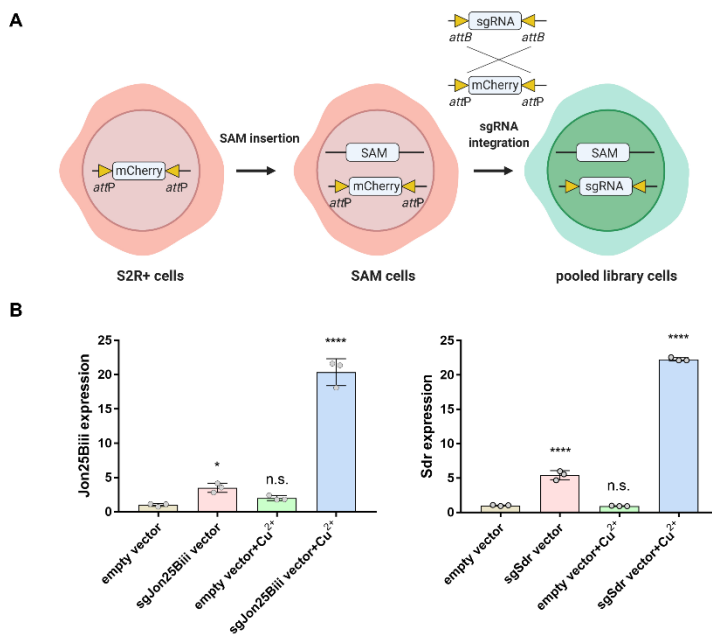 A
sgRNA
attB attB
mCherry
attP attP
SAM insertion
sgRNA
integration
mCherry
attP attP
SAM
mCherry
attP attP
SAM
sgRNA
S2R+ cells
SAM cells
pooled library cells
B
Jon25Biii expression
25
20
15
10
5
0
*
n.s.
****
empty vector
sgJon25Biii vector
empty vector+Cu²⁺
sgJon25Biii vector+Cu²⁺
Sdr expression
25
20
15
10
5
0
****
n.s.
****
empty vector
sgSdr vector
empty vector+Cu²⁺
sgSdr vector+Cu²⁺